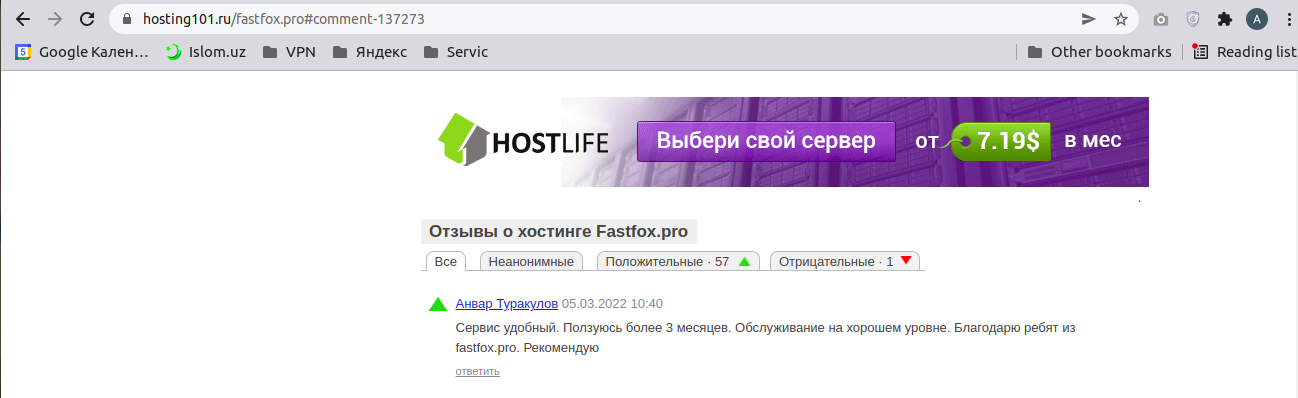 hosting101.ru/fastfox.pro#comment-137273
A
5
Google Кален…
Islom.uz
VPN
Яндекс
Servic
Other bookmarks
Reading list
HOSTLIFE
Выбери свой сервер
от 7.19$ в мес
Отзывы о хостинге Fastfox.pro
Все
Неанонимные
Положительные · 57
Отрицательные · 1
Анвар Туракулов 05.03.2022 10:40
Сервис удобный. Ползуюсь более 3 месяцев. Обслуживание на хорошем уровне. Благодарю ребят из
fastfox.pro. Рекомендую
ответить